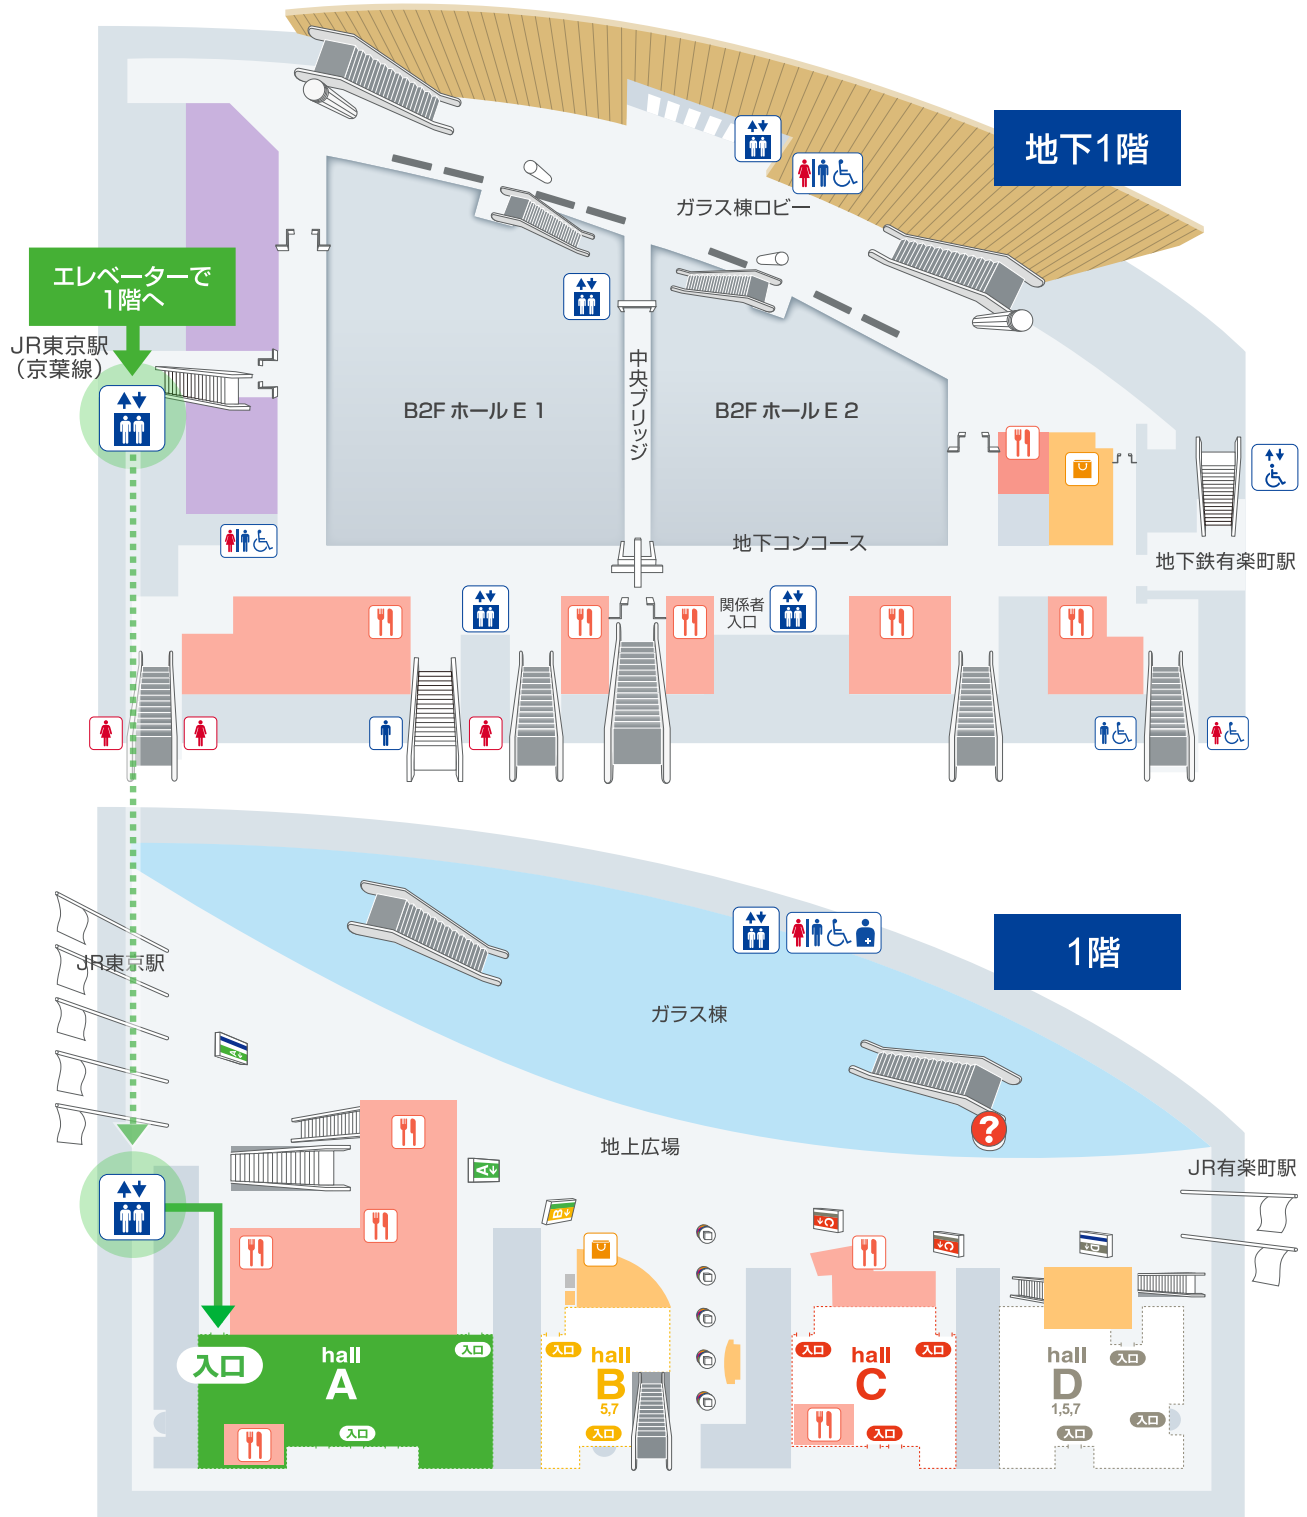 地下1階
ガラス棟ロビー
エレベーターで
1階へ
JR東京駅
（京葉線）
中央ブリッジ
B2F ホール E 1
B2F ホール E 2
地下コンコース
地下鉄有楽町駅
関係者
入口
1階
JR東京駅
ガラス棟
A
地上広場
A
JR有楽町駅
B
C
C
D
入口
hall
A
入口
入口
入口
hall
B
5,7
入口
入口
hall
C
入口
入口
hall
D
1,5,7
入口
入口
入口
?